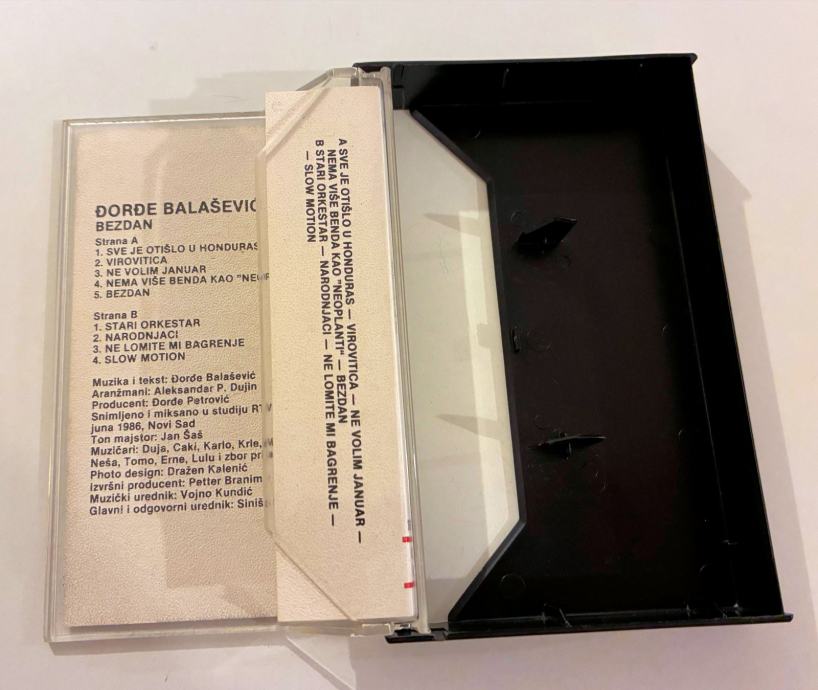 ĐORĐE BALAŠEVIĆ
BEZDAN
Strana A
1. SVE JE OTIŠLO U HONDURAS
2. VIROVITICA
3. NE VOLIM JANUAR
4. NEMA VIŠE BENDA KAO
5. BEZDAN
Strana B
1. STARI ORKESTAR
2. NARODNJACI
3. NE LOMITE MI BAGRENJE
4. SLOW MOTION
Muzika i tekst: Đorđe Balašević
Aranžmani: Aleksandar P. Dujin
Producent: Đorđe Petrović
Snimljeno i miksano u studiju
juna 1986, Novi Sad
Ton majstor: Jan Šaš
Muzičari: Duja, Caki, Karlo, Krle,
Neša, Tomo, Erne, Lulu i zbor
Photo design: Dražen Kalenić
Izvršni producent: Petter Branim
Muzički urednik: Vojno Kundić
Glavni i odgovorni urednik:
A SVE JE OTIŠLO U HONDURAS — VIROVITICA — NE VOLIM JANUAR —
NEMA VIŠE BENDA KAO "NEOPLANTI" — BEZDAN
B STARI ORKESTAR — NARODNJACI — NE LOMITE MI BAGRENJE —
— SLOW MOTION